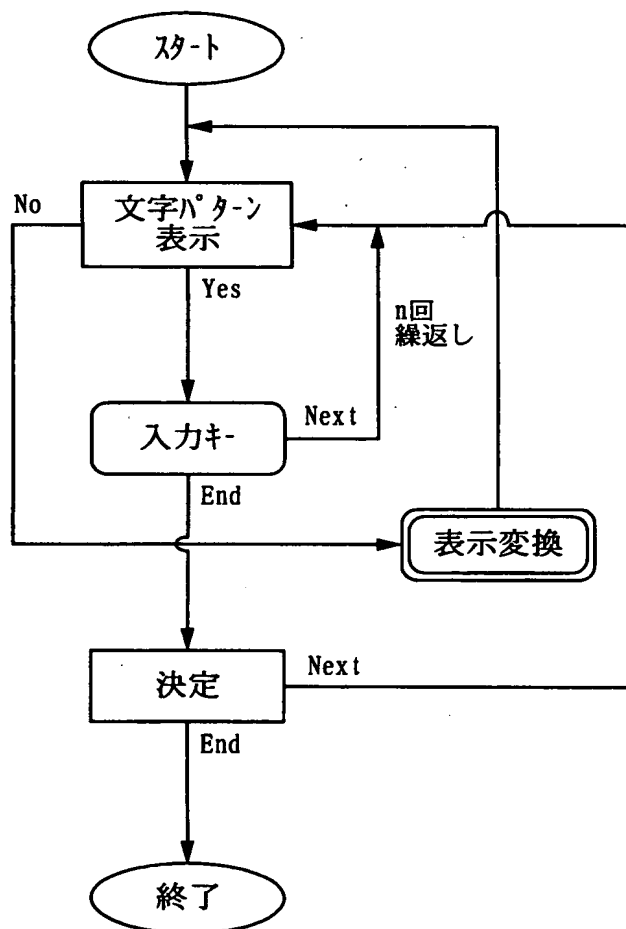 スタート
No
文字パターン
表示
Yes
n回
繰返し
入力キー
Next
End
表示変換
決定
Next
End
終了